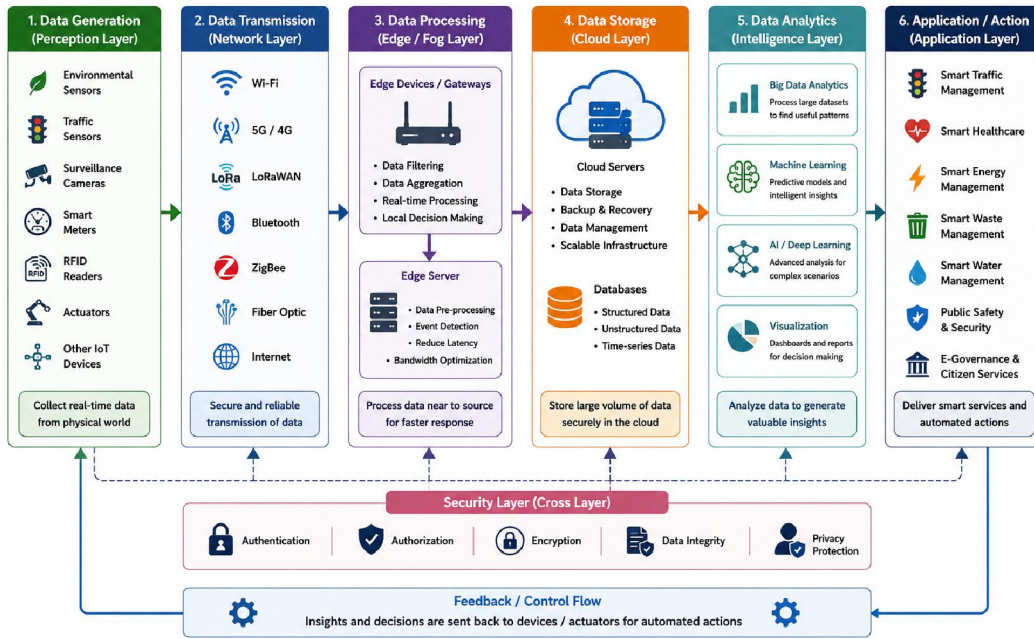 1. Data Generation
(Perception Layer)
Environmental
Sensors
Traffic
Sensors
Surveillance
Cameras
Smart
Meters
RFID
RFID
Readers
Actuators
Other IoT
Devices
Collect real-time data
from physical world
2. Data Transmission
(Network Layer)
Wi-Fi
5G / 4G
LoRa
LoRaWAN
Bluetooth
ZigBee
Fiber Optic
Internet
Secure and reliable
transmission of data
3. Data Processing
(Edge / Fog Layer)
Edge Devices / Gateways
• Data Filtering
• Data Aggregation
• Real-time Processing
• Local Decision Making
Edge Server
• Data Pre-processing
• Event Detection
• Reduce Latency
• Bandwidth Optimization
Process data near to source
for faster response
4. Data Storage
(Cloud Layer)
Cloud Servers
• Data Storage
• Backup & Recovery
• Data Management
• Scalable Infrastructure
Databases
• Structured Data
• Unstructured Data
• Time-series Data
Store large volume of data
securely in the cloud
5. Data Analytics
(Intelligence Layer)
Big Data Analytics
Process large datasets
to find useful patterns
Machine Learning
Predictive models and
intelligent insights
AI / Deep Learning
Advanced analysis for
complex scenarios
Visualization
Dashboards and reports
for decision making
Analyze data to generate
valuable insights
6. Application / Action
(Application Layer)
Smart Traffic
Management
Smart Healthcare
Smart Energy
Management
Smart Waste
Management
Smart Water
Management
Public Safety
& Security
E-Governance &
Citizen Services
Deliver smart services and
automated actions
Security Layer (Cross Layer)
Authentication
Authorization
Encryption
Data Integrity
Privacy
Protection
Feedback / Control Flow
Insights and decisions are sent back to devices / actuators for automated actions